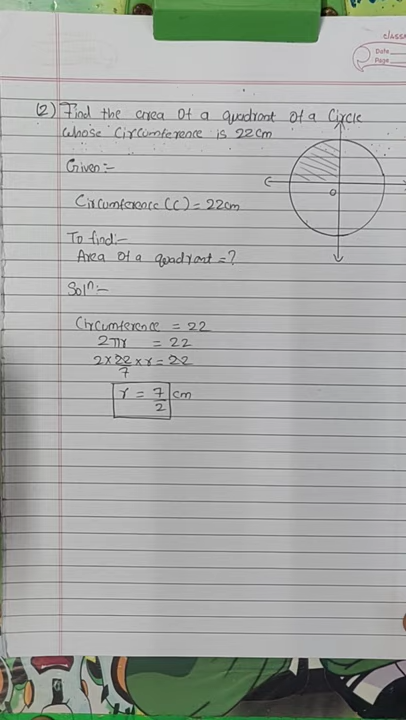 class
Date
Page
(2) Find the area of a quadrant of a Circle
whose circumference is 22cm
Given:-
Circumference (C) = 22cm
O
To find:-
Area of a quadrant = ?
Solⁿ:-
Circumference = 22
2πr = 22
2 × 22/7 × r = 22
r = 7/2 cm